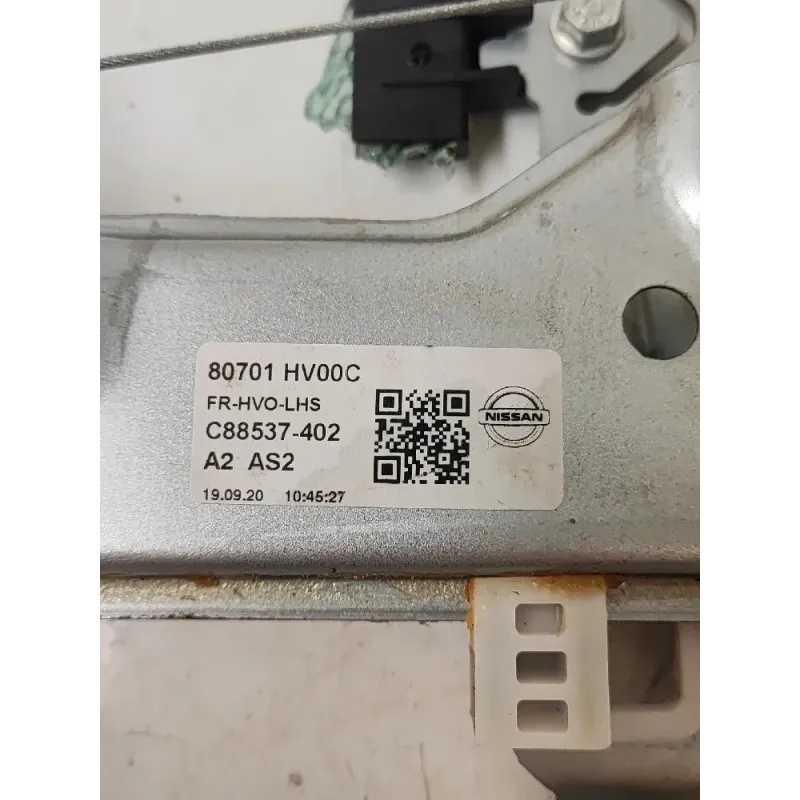 80701 HV00C
FR-HVO-LHS
C88537-402
A2 AS2
19.09.20 10:45:27
NISSAN